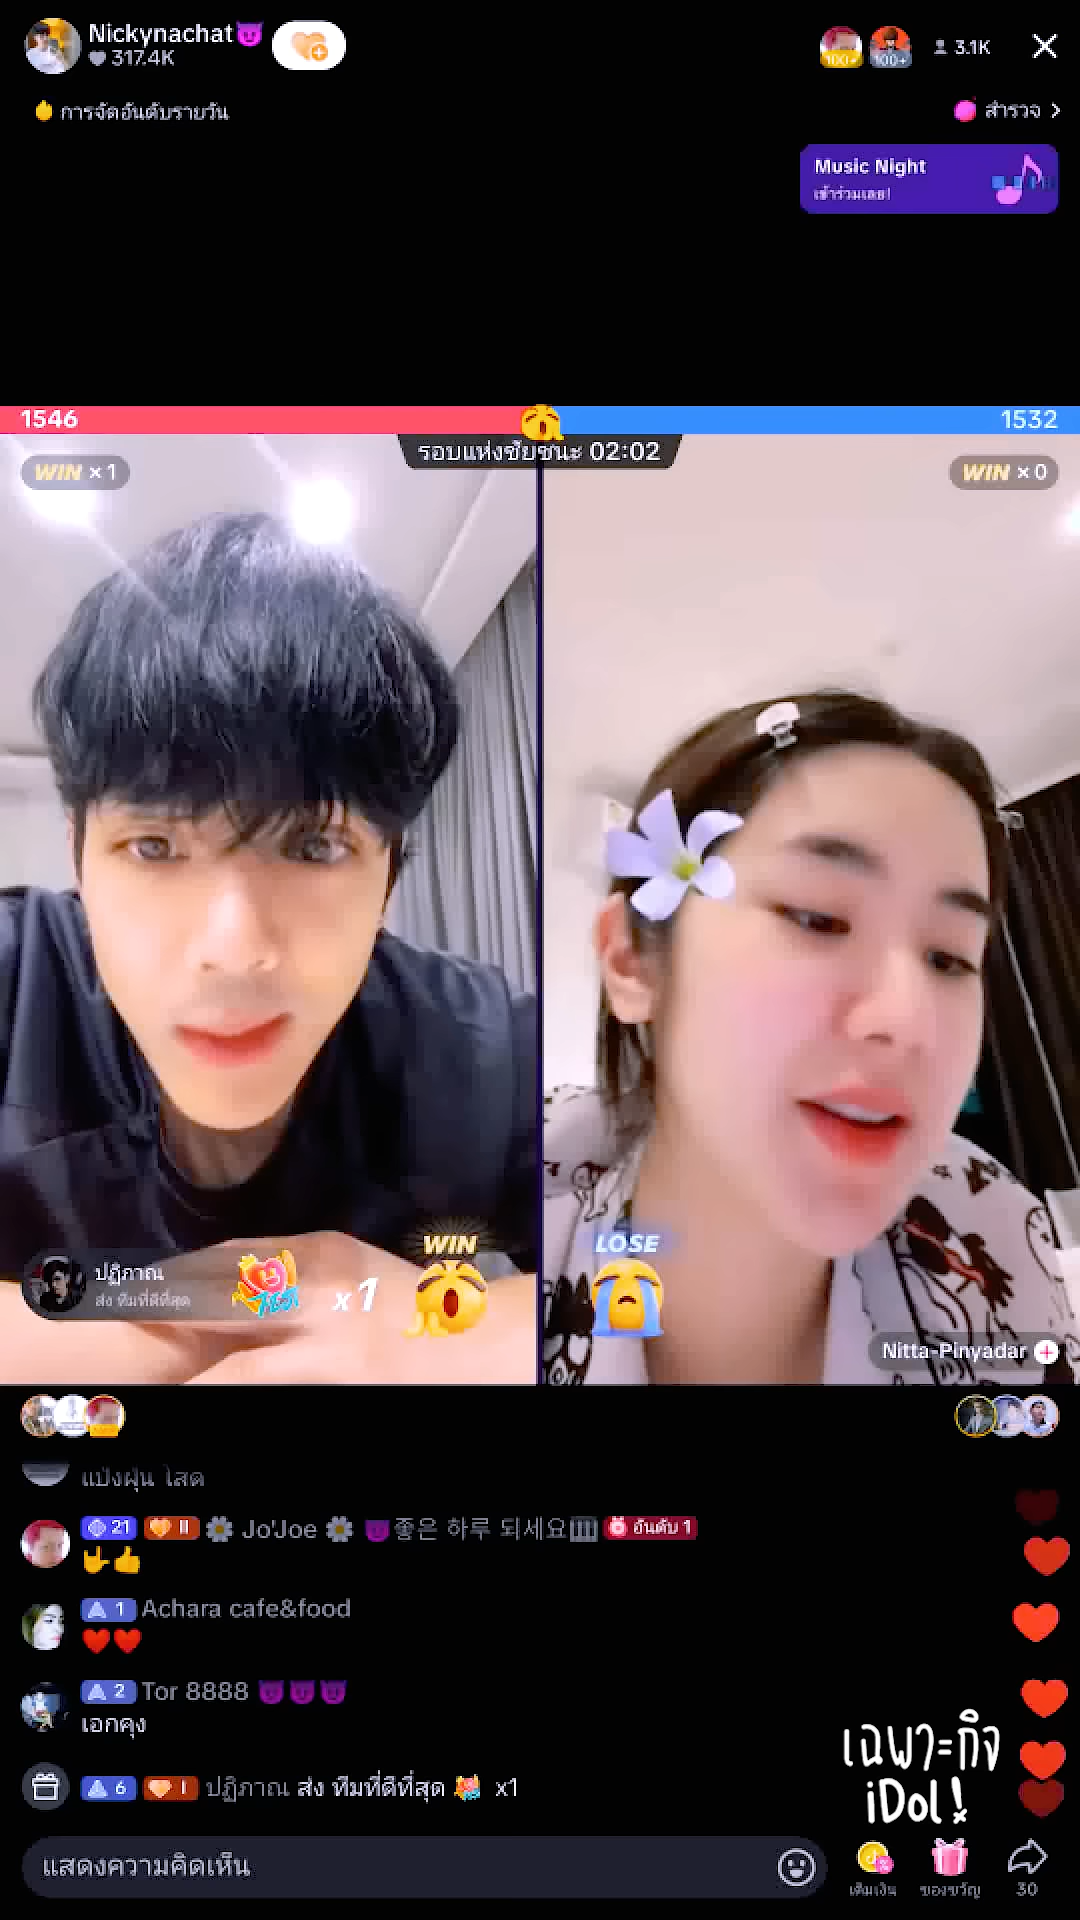 Nickynachat😈
317.4K
100+
100+
3.1K
การจัดอันดับรายวัน
สำรวจ
Music Night
เข้าร่วมเลย!
1546
1532
รอบแห่งชัยชนะ 02:02
WIN × 1
WIN × 0
WIN
LOSE
ปฏิภาณ
ส่ง ทีมที่ดีที่สุด
x1
Nitta-Pinyadar
แป้งฝุ่น โสด
21 II 🌼 Jo'Joe 🌼 😈좋은 하루 되세요 อันดับ 1
🤟👍
1 Achara cafe&food
❤️❤️
2 Tor 8888 😈😈😈
เอกคุง
6 I ปฏิภาณ ส่ง ทีมที่ดีที่สุด x1
เฉพาะกิจ
iDol!
แสดงความคิดเห็น
เติมเงิน
ของขวัญ
30